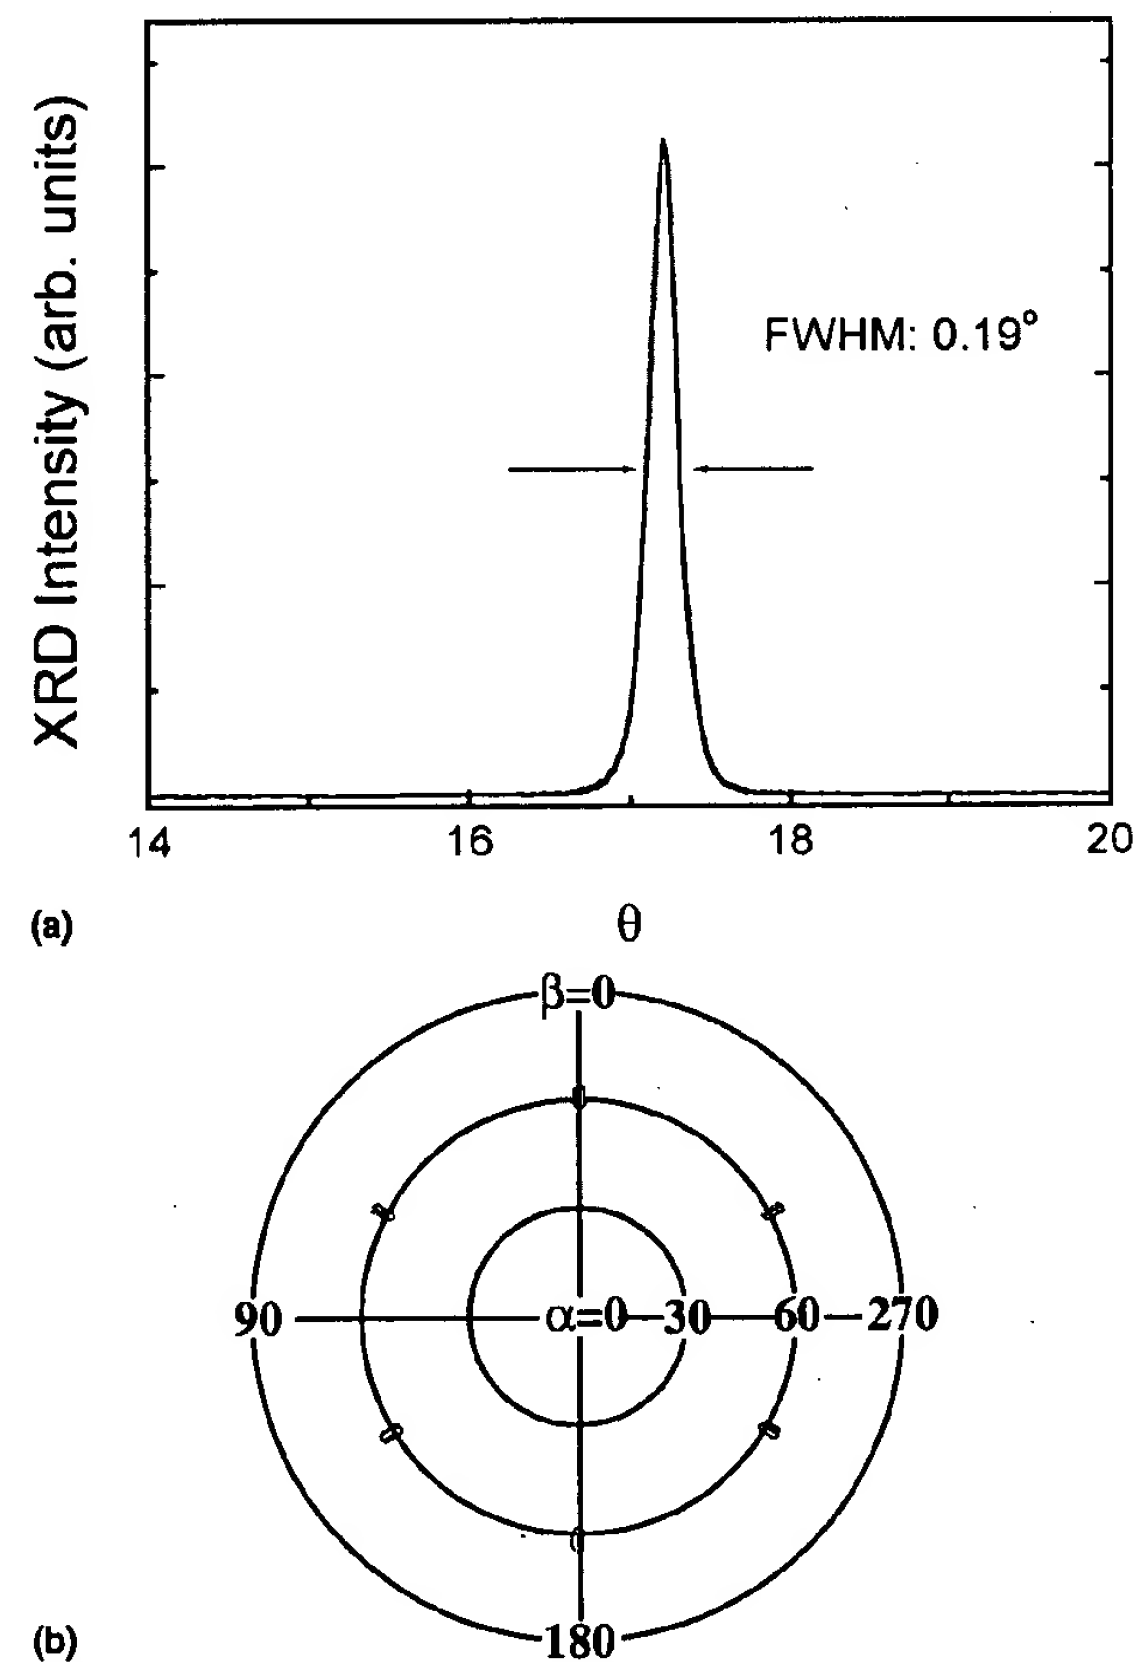 XRD Intensity (arb. units)
FWHM: 0.19°
14 16 18 20
θ
(a)
β=0
90 α=0 30 60 270
180
(b)